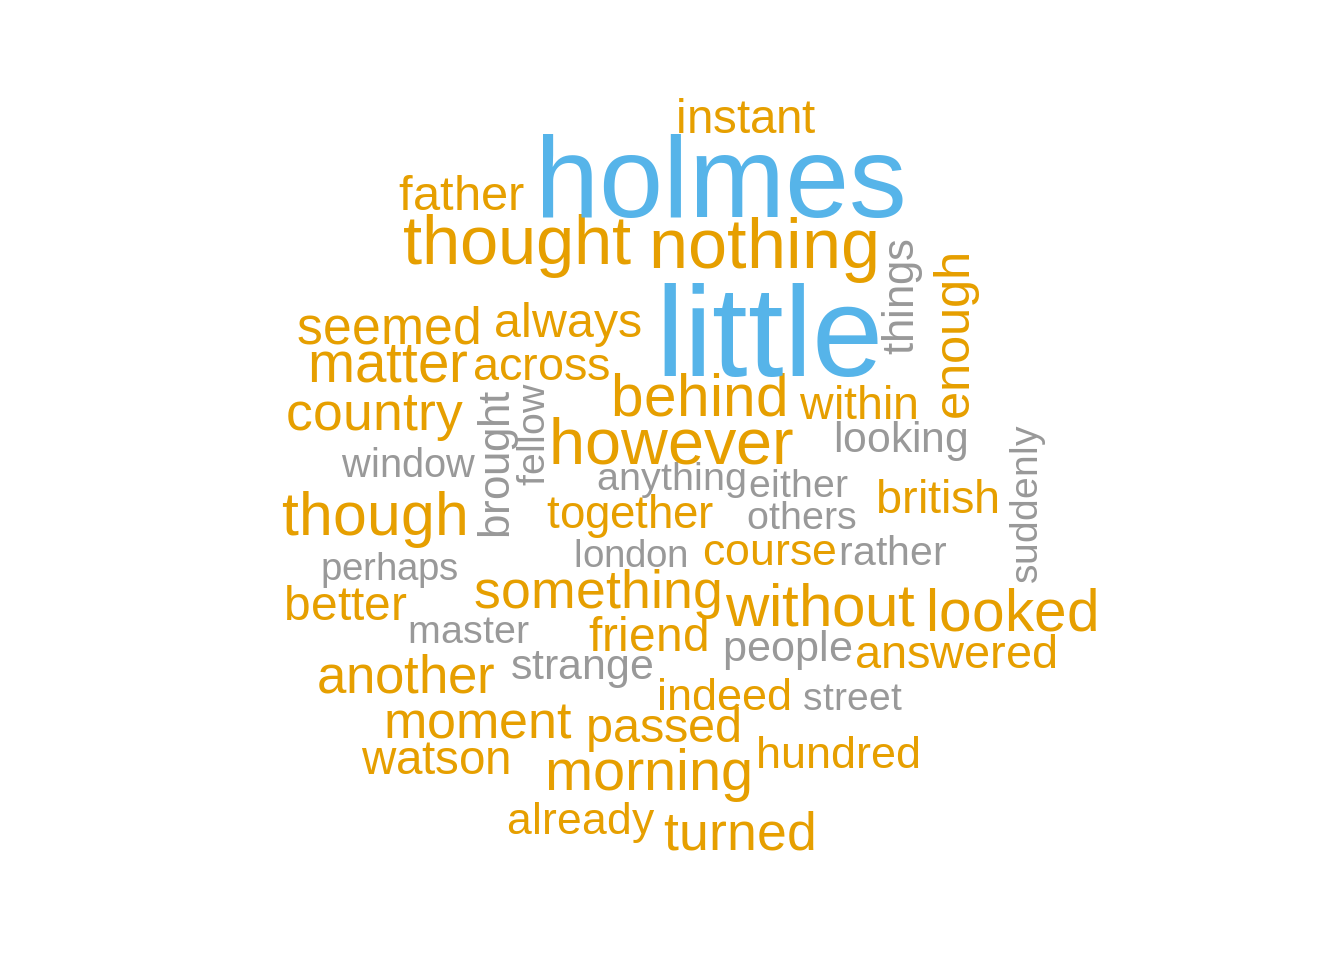 instant
holmes
father
thought
nothing
things
enough
little
seemed
always
matter
across
behind
within
country
brought
fellow
however
looking
suddenly
window
anything
either
british
though
together
others
london
course
rather
perhaps
something
without
looked
better
master
friend
people
answered
another
strange
indeed
street
moment
passed
watson
morning
hundred
already
turned